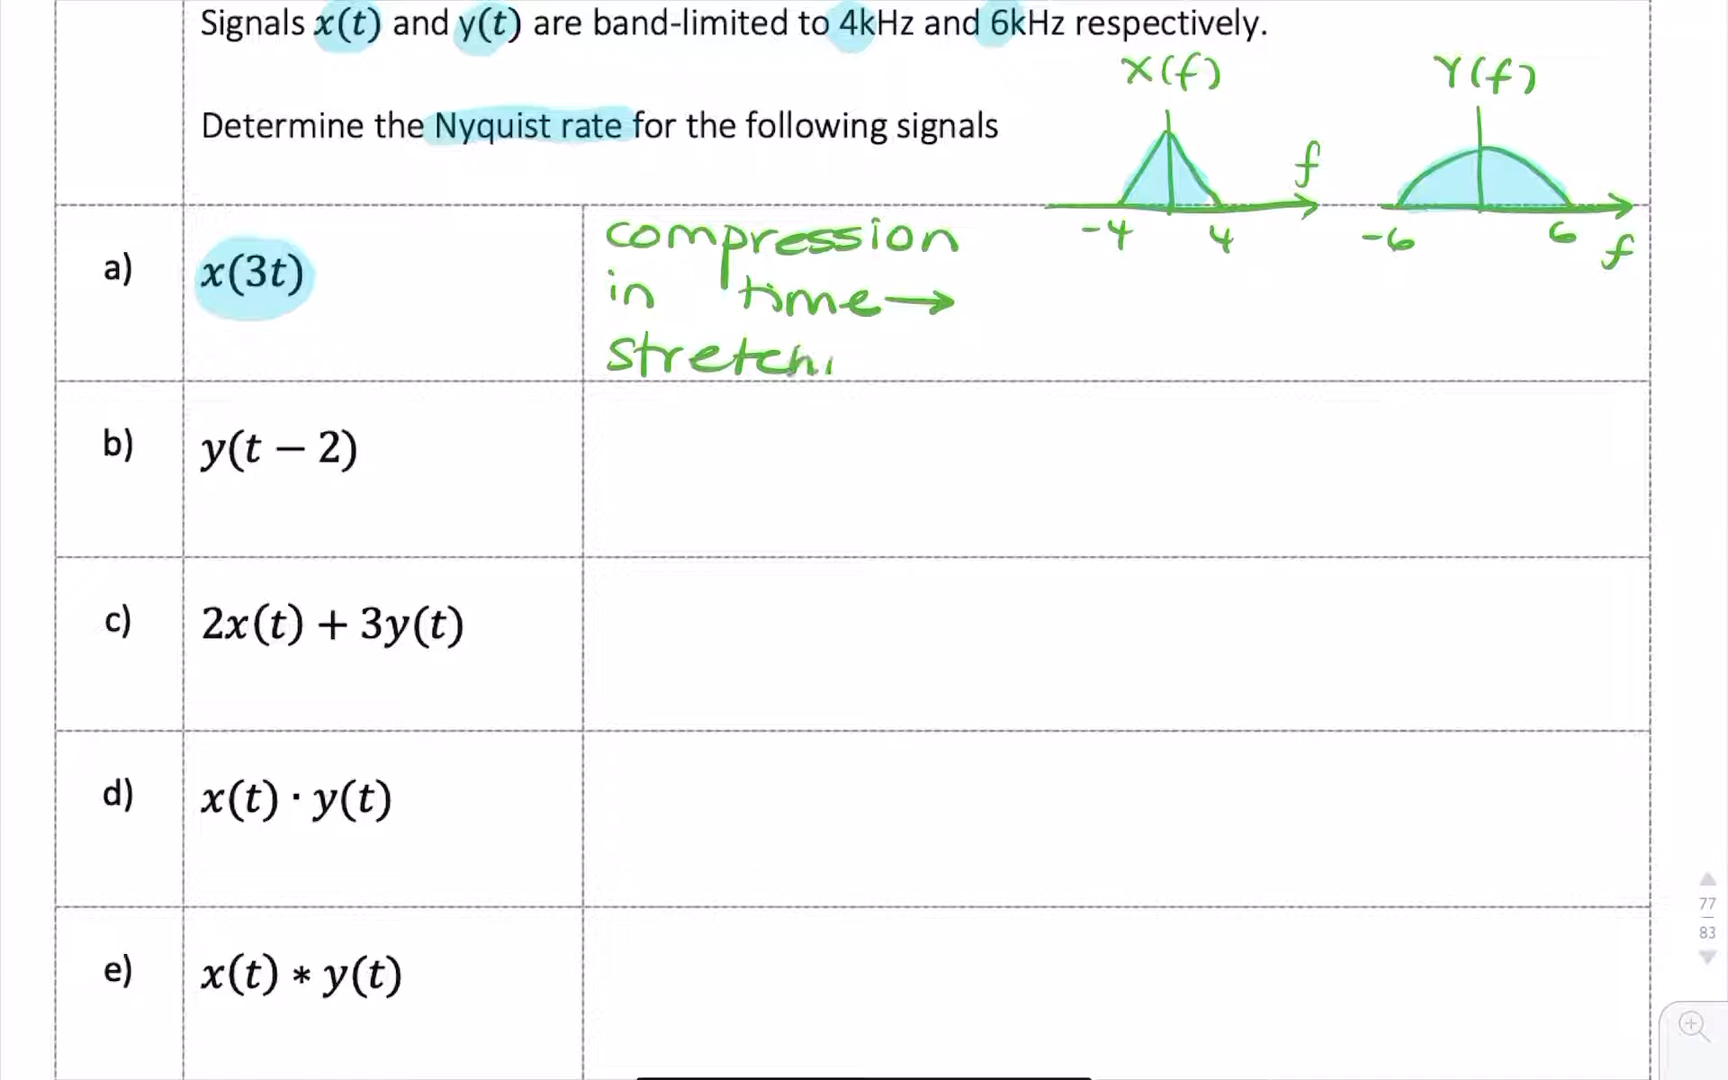 Signals x(t) and y(t) are band-limited to 4kHz and 6kHz respectively.
X(f)
Y(f)
Determine the Nyquist rate for the following signals
f
-4
4
-6
6
f
a) x(3t)
compression
in time→
stretchi
b) y(t − 2)
c) 2x(t) + 3y(t)
d) x(t) · y(t)
77
83
e) x(t) ∗ y(t)